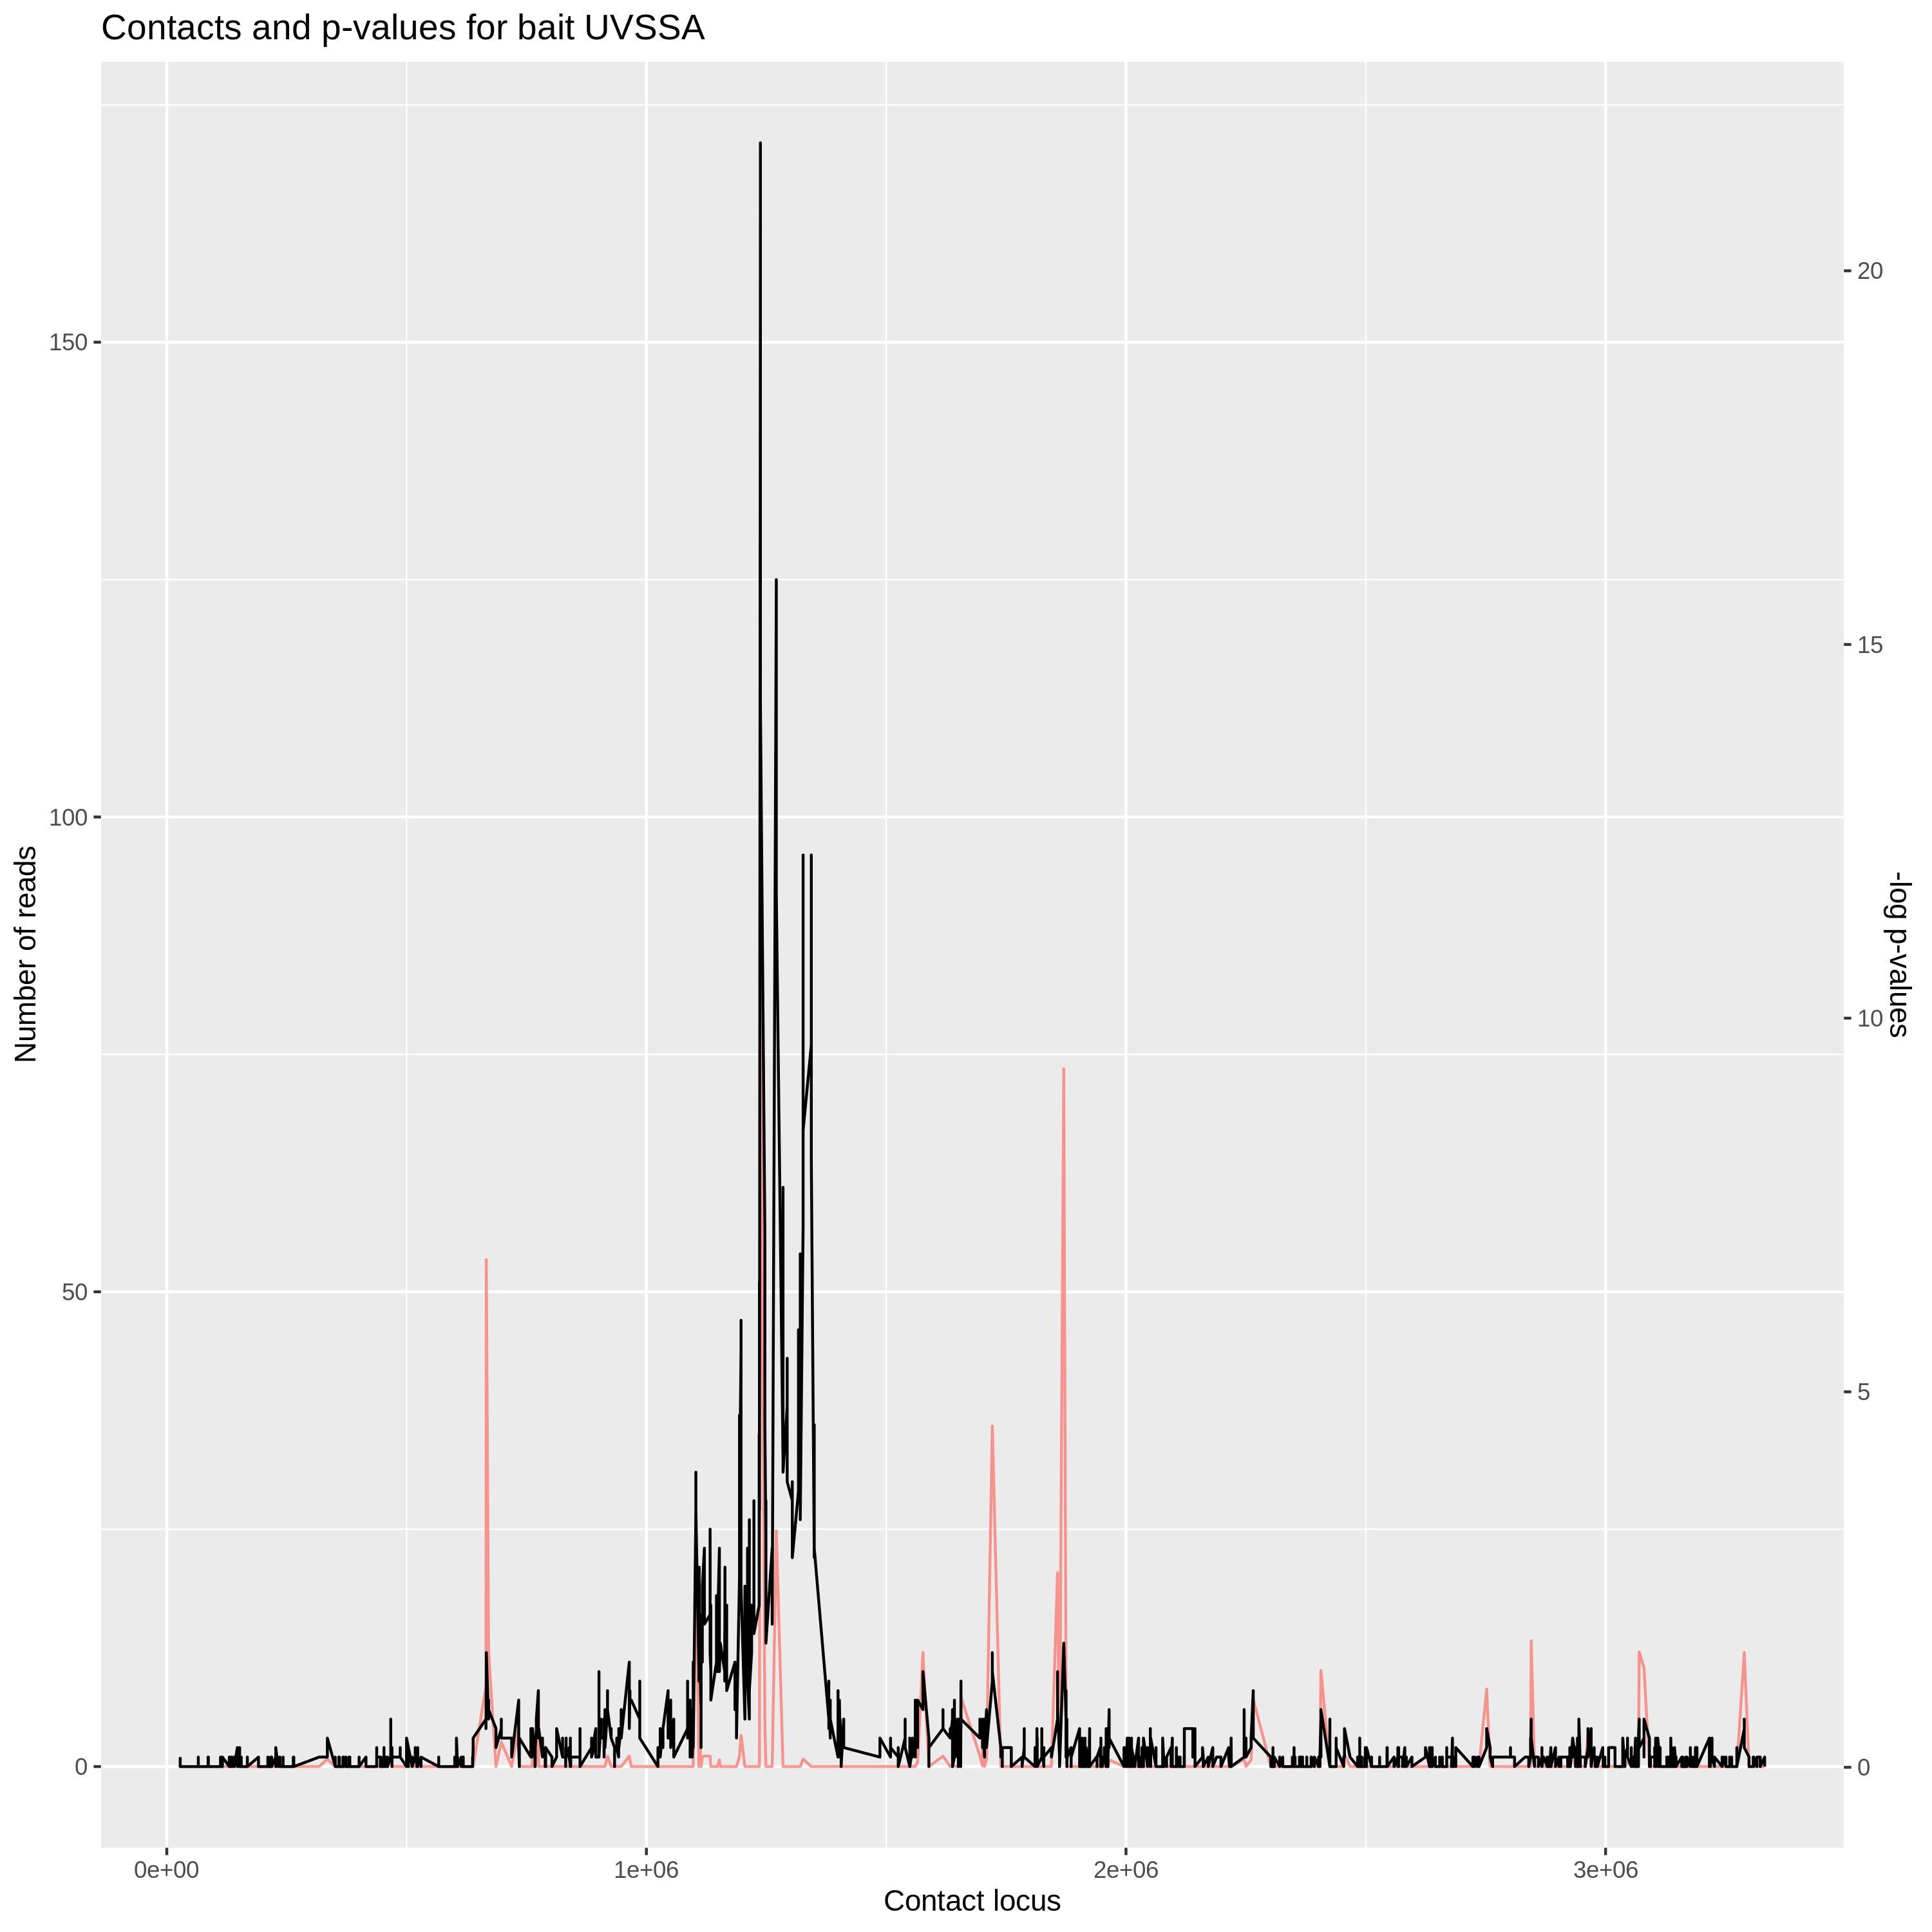 Contacts and p-values for bait UVSSA
Number of reads
150
100
50
0
20
15
10
5
0
-log p-values
0e+00
1e+06
2e+06
3e+06
Contact locus